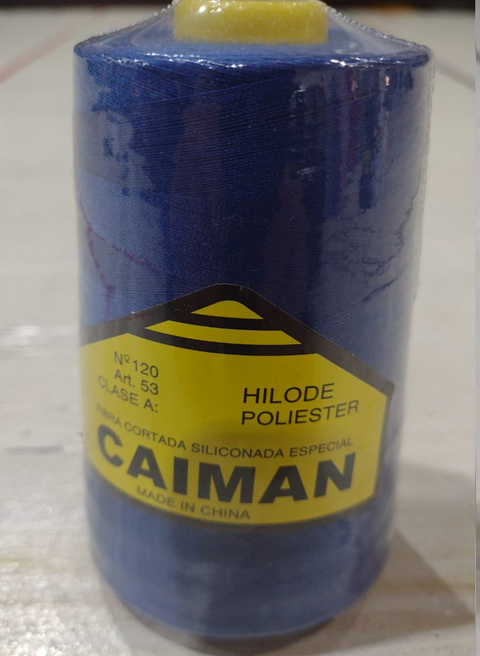 Nº 120
Art. 53
CLASE A:
HILODE
POLIESTER
FIBRA CORTADA SILICONADA ESPECIAL
CAIMAN
MADE IN CHINA